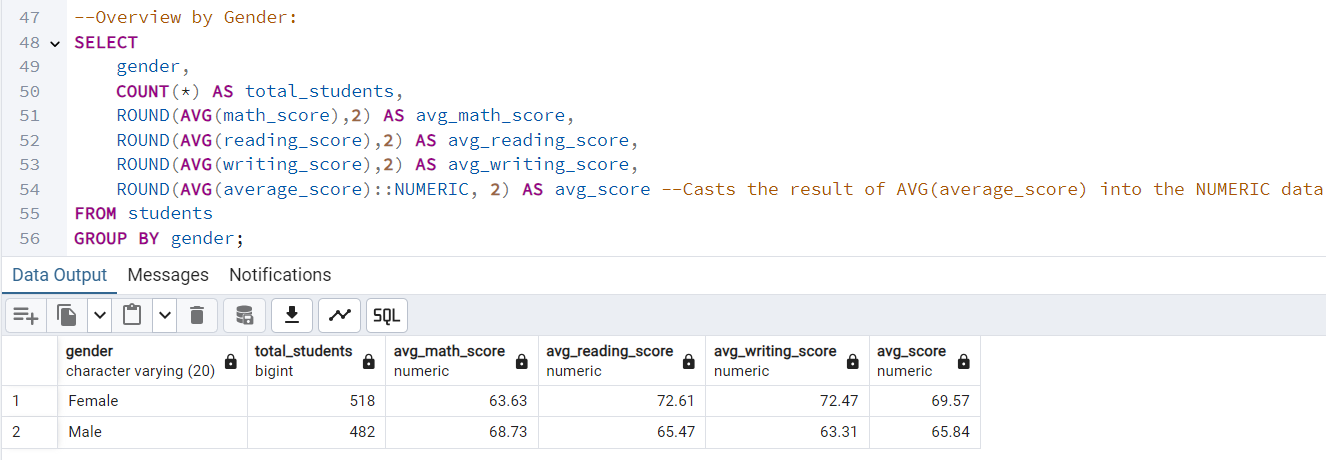 47 --Overview by Gender:
48 SELECT
49 gender,
50 COUNT(*) AS total_students,
51 ROUND(AVG(math_score),2) AS avg_math_score,
52 ROUND(AVG(reading_score),2) AS avg_reading_score,
53 ROUND(AVG(writing_score),2) AS avg_writing_score,
54 ROUND(AVG(average_score)::NUMERIC, 2) AS avg_score --Casts the result of AVG(average_score) into the NUMERIC data
55 FROM students
56 GROUP BY gender;
Data Output Messages Notifications
SQL
gender total_students avg_math_score avg_reading_score avg_writing_score avg_score
character varying (20) bigint numeric numeric numeric numeric
1 Female 518 63.63 72.61 72.47 69.57
2 Male 482 68.73 65.47 63.31 65.84